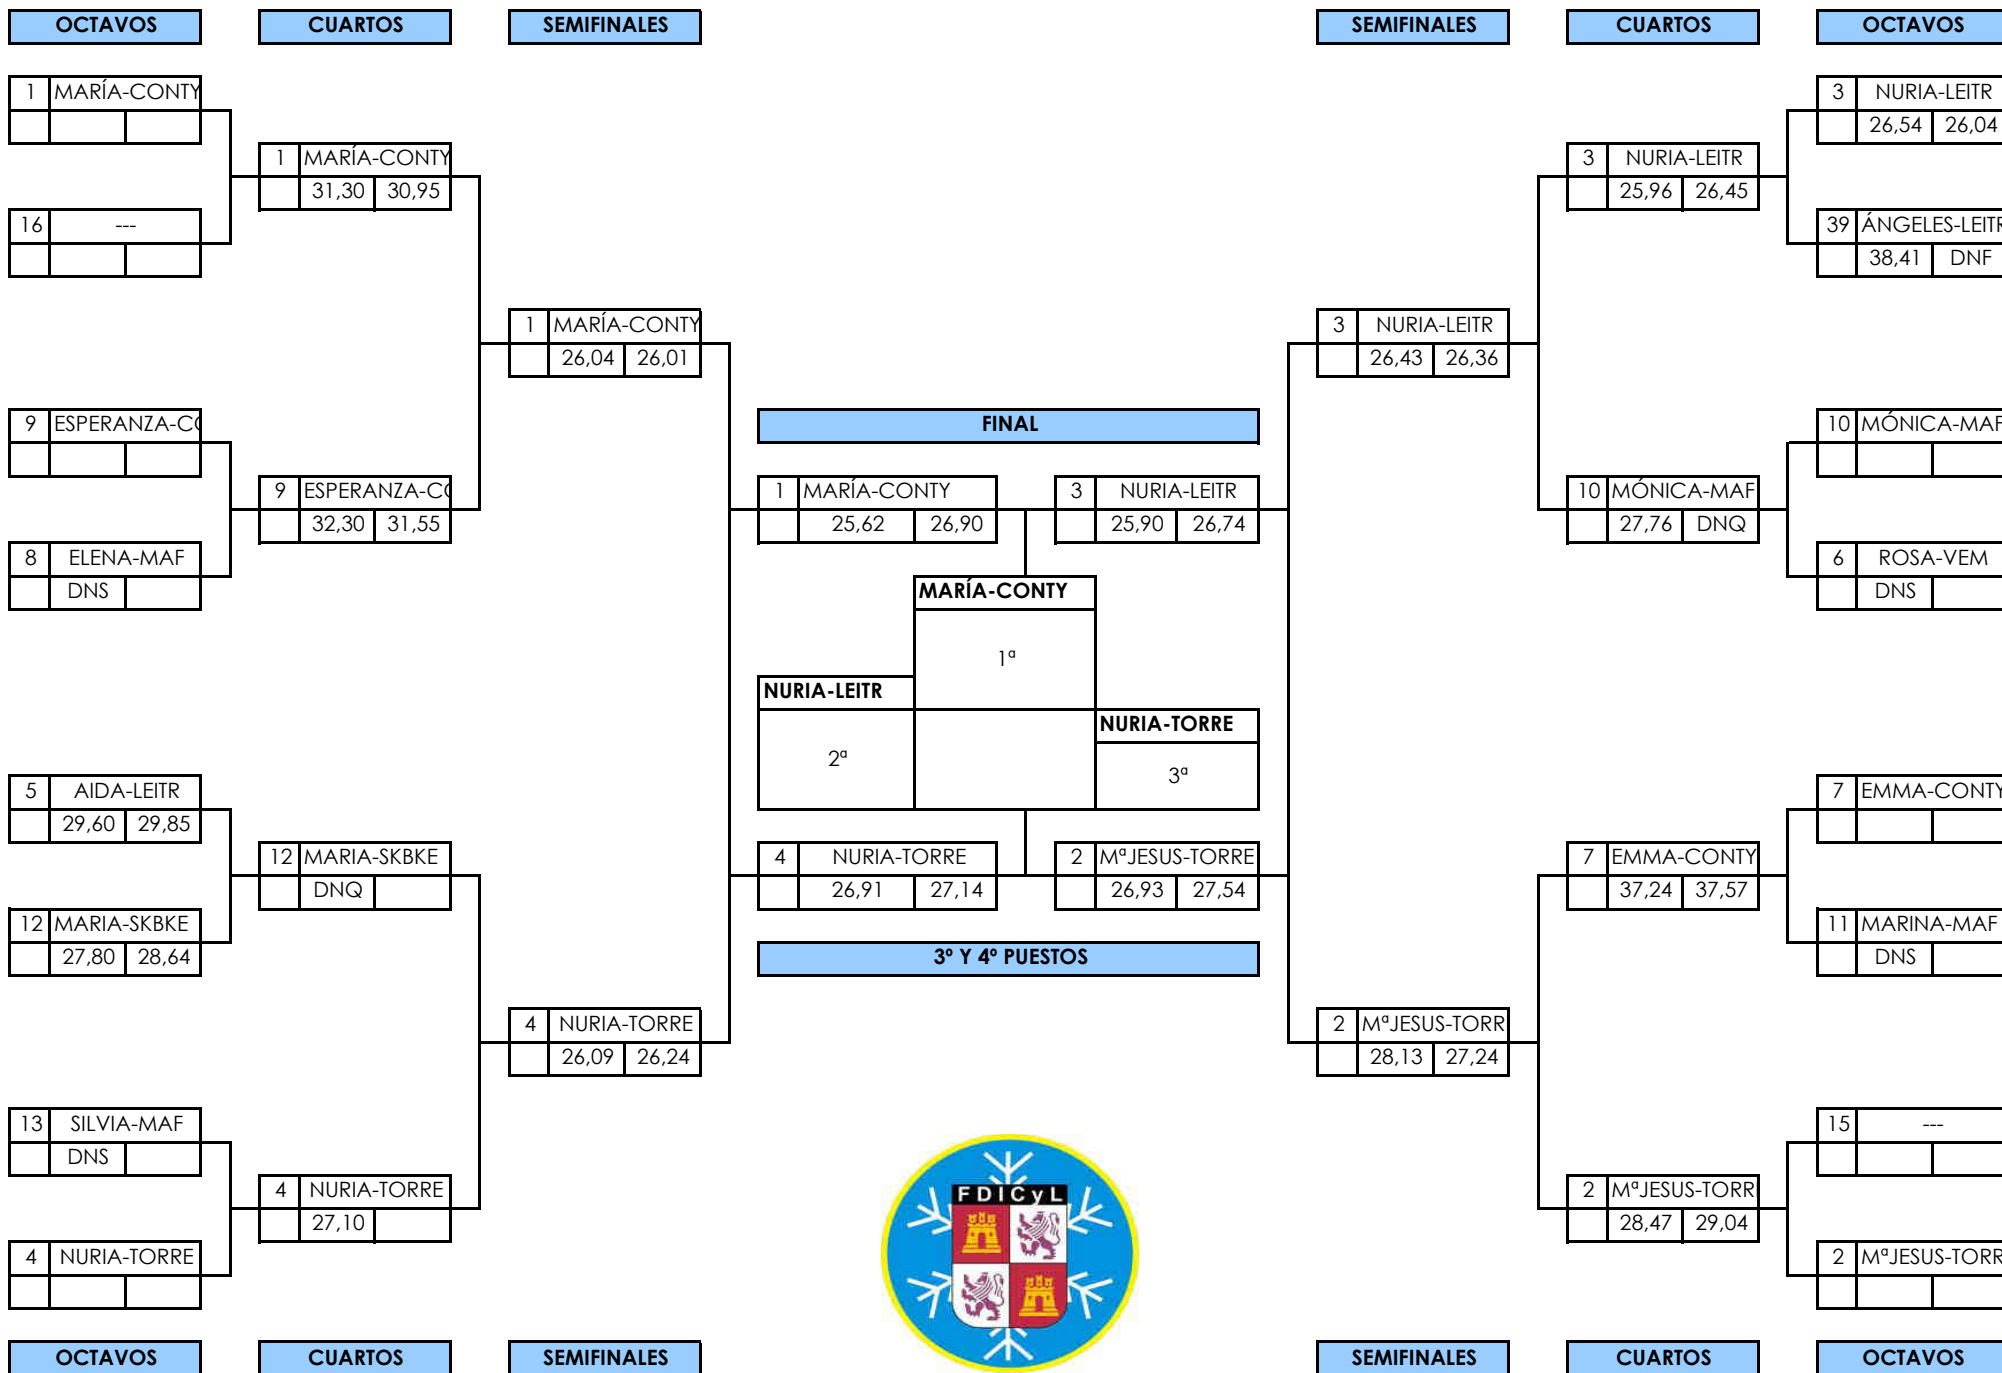 OCTAVOS CUARTOS SEMIFINALES SEMIFINALES CUARTOS OCTAVOS
1 MARÍA-CONTY 3 NURIA-LEITR
26,54 26,04
1 MARÍA-CONTY 3 NURIA-LEITR
31,30 30,95 25,96 26,45
16 --- 39 ÁNGELES-LEITR
38,41 DNF
1 MARÍA-CONTY 3 NURIA-LEITR
26,04 26,01 26,43 26,36
9 ESPERANZA-CO FINAL 10 MÓNICA-MAF
9 ESPERANZA-CO 1 MARÍA-CONTY 3 NURIA-LEITR 10 MÓNICA-MAF
32,30 31,55 25,62 26,90 25,90 26,74 27,76 DNQ
8 ELENA-MAF 6 ROSA-VEM
DNS MARÍA-CONTY DNS
1ª
NURIA-LEITR
NURIA-TORRE
2ª
3ª
5 AIDA-LEITR 7 EMMA-CONTY
29,60 29,85
12 MARIA-SKBKE 4 NURIA-TORRE 2 MªJESUS-TORRE 7 EMMA-CONTY
DNQ 26,91 27,14 26,93 27,54 37,24 37,57
12 MARIA-SKBKE 11 MARINA-MAF
27,80 28,64 3º Y 4º PUESTOS DNS
4 NURIA-TORRE 2 MªJESUS-TORR
26,09 26,24 28,13 27,24
13 SILVIA-MAF 15 ---
DNS
4 NURIA-TORRE FDICyL 2 MªJESUS-TORR
27,10 28,47 29,04
4 NURIA-TORRE 2 MªJESUS-TORR
OCTAVOS CUARTOS SEMIFINALES SEMIFINALES CUARTOS OCTAVOS